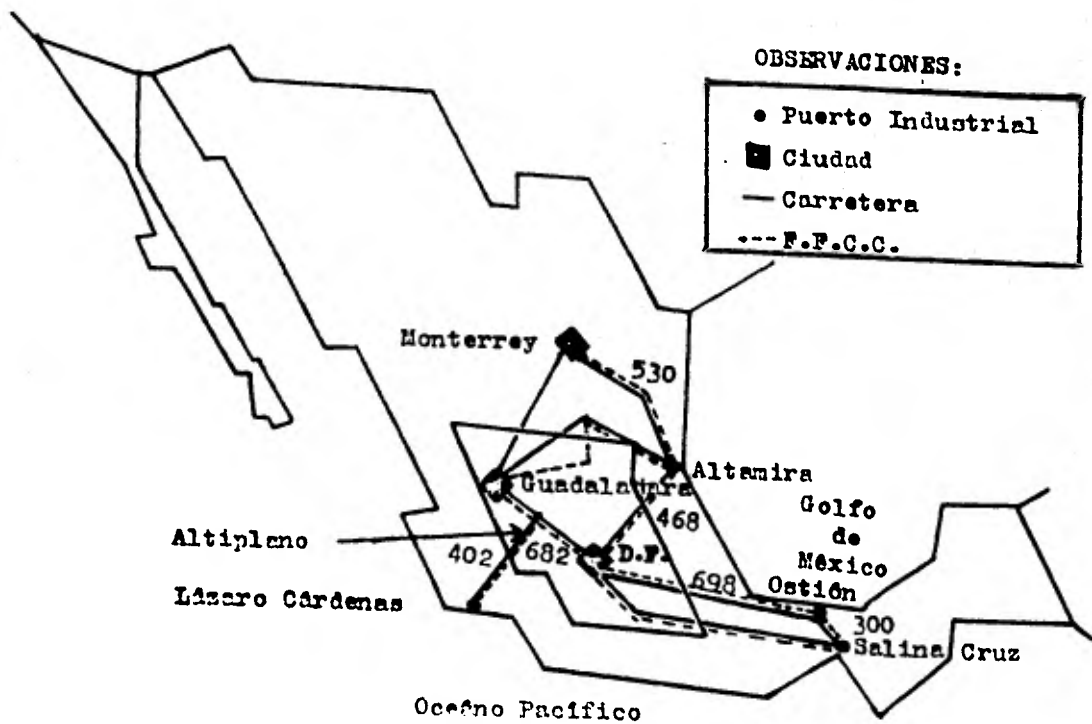 OBSERVACIONES:
Puerto Industrial
Ciudad
Carretera
F.F.C.C.
Monterrey
530
Altamira
Guadalajara
Golfo
de
México
468
Altiplano
402
682
D.F.
698
Ostión
Lázaro Cárdenas
300
Salina Cruz
Oceáno Pacífico